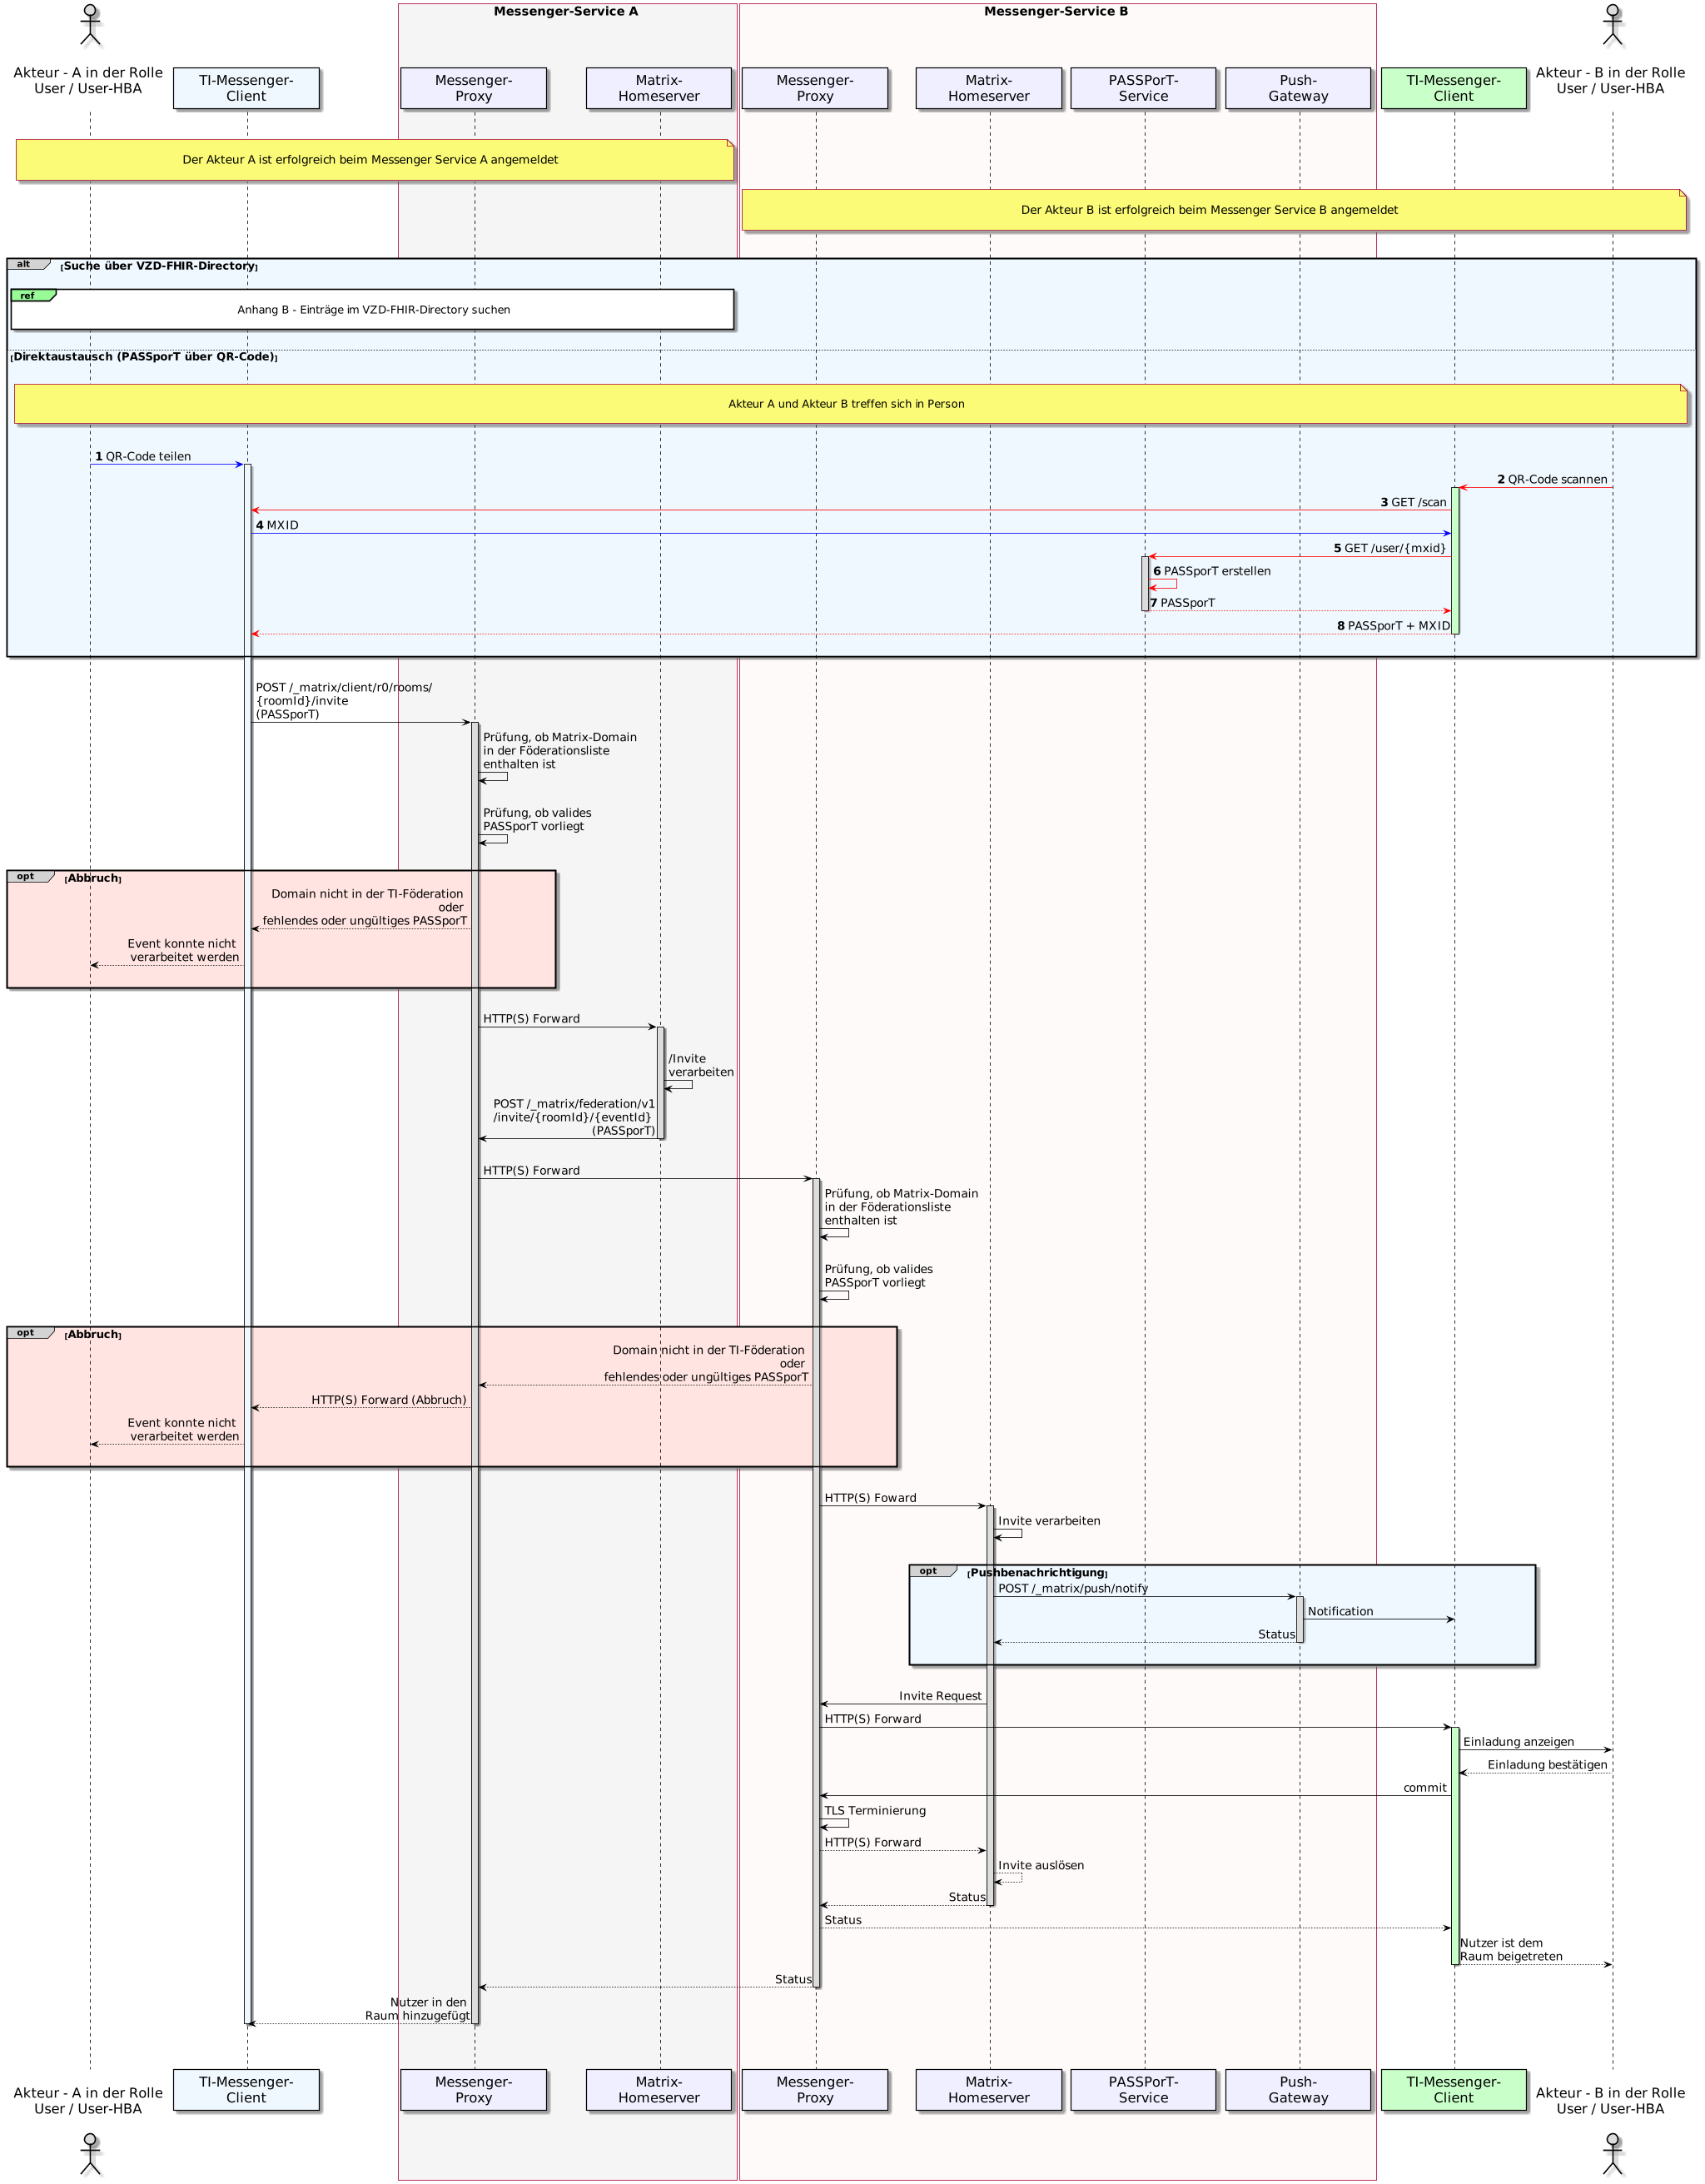 Messenger-Service A
Messenger-Service B
Akteur - A in der Rolle
User / User-HBA
TI-Messenger-
Client
Messenger-
Proxy
Matrix-
Homeserver
Messenger-
Proxy
Matrix-
Homeserver
PASSPorT-
Service
Push-
Gateway
TI-Messenger-
Client
Akteur - B in der Rolle
User / User-HBA
Der Akteur A ist erfolgreich beim Messenger Service A angemeldet
Der Akteur B ist erfolgreich beim Messenger Service B angemeldet
alt [Suche über VZD-FHIR-Directory]
ref
Anhang B - Einträge im VZD-FHIR-Directory suchen
[Direktaustausch (PASSporT über QR-Code)]
Akteur A und Akteur B treffen sich in Person
1 QR-Code teilen
2 QR-Code scannen
3 GET /scan
4 MXID
5 GET /user/{mxid}
6 PASSporT erstellen
7 PASSporT
8 PASSporT + MXID
POST /_matrix/client/r0/rooms/
{roomId}/invite
(PASSporT)
Prüfung, ob Matrix-Domain
in der Föderationsliste
enthalten ist
Prüfung, ob valides
PASSporT vorliegt
opt [Abbruch]
Domain nicht in der TI-Föderation
oder
fehlendes oder ungültiges PASSporT
Event konnte nicht
verarbeitet werden
HTTP(S) Forward
/Invite
verarbeiten
POST /_matrix/federation/v1
/invite/{roomId}/{eventId}
(PASSporT)
HTTP(S) Forward
Prüfung, ob Matrix-Domain
in der Föderationsliste
enthalten ist
Prüfung, ob valides
PASSporT vorliegt
opt [Abbruch]
Domain nicht in der TI-Föderation
oder
fehlendes oder ungültiges PASSporT
HTTP(S) Forward (Abbruch)
Event konnte nicht
verarbeitet werden
HTTP(S) Foward
Invite verarbeiten
opt [Pushbenachrichtigung]
POST /_matrix/push/notify
Notification
Status
Invite Request
HTTP(S) Forward
Einladung anzeigen
Einladung bestätigen
commit
TLS Terminierung
HTTP(S) Forward
Invite auslösen
Status
Status
Nutzer ist dem
Raum beigetreten
Status
Nutzer in den
Raum hinzugefügt
Akteur - A in der Rolle
User / User-HBA
TI-Messenger-
Client
Messenger-
Proxy
Matrix-
Homeserver
Messenger-
Proxy
Matrix-
Homeserver
PASSPorT-
Service
Push-
Gateway
TI-Messenger-
Client
Akteur - B in der Rolle
User / User-HBA